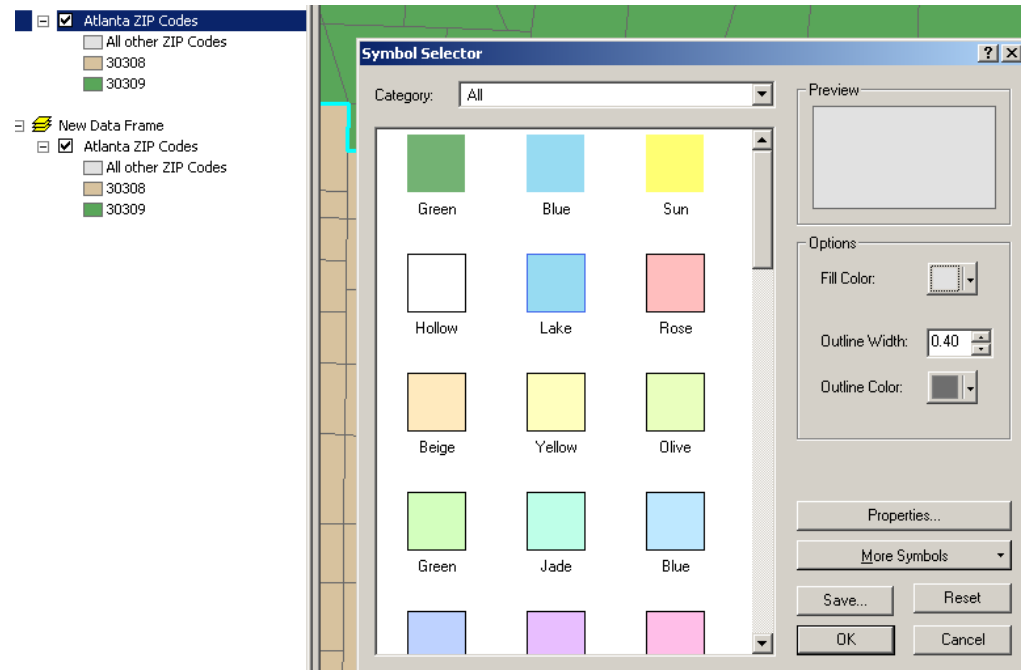 Atlanta ZIP Codes
All other ZIP Codes
30308
30309
New Data Frame
Atlanta ZIP Codes
All other ZIP Codes
30308
30309
Symbol Selector
Category: All
Green Blue Sun
Hollow Lake Rose
Beige Yellow Olive
Green Jade Blue
Preview
Options
Fill Color:
Outline Width: 0.40
Outline Color:
Properties...
More Symbols
Save... Reset
OK Cancel